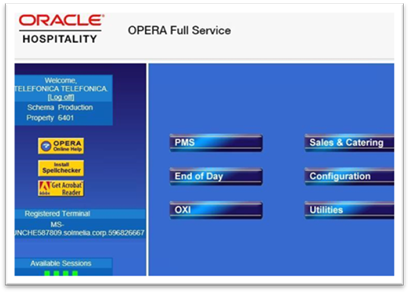 ORACLE®
HOSPITALITY
OPERA Full Service
Welcome,
TELEFONICA TELEFONICA.
[Log off]
Schema Production
Property 6401
OPERA
Online Help
Install
Spellchecker
Get Acrobat
Reader
Registered Terminal
MS-
UNCHE587809.solmelia.corp.596826667
Available Sessions
PMS
End of Day
OXI
Sales & Catering
Configuration
Utilities